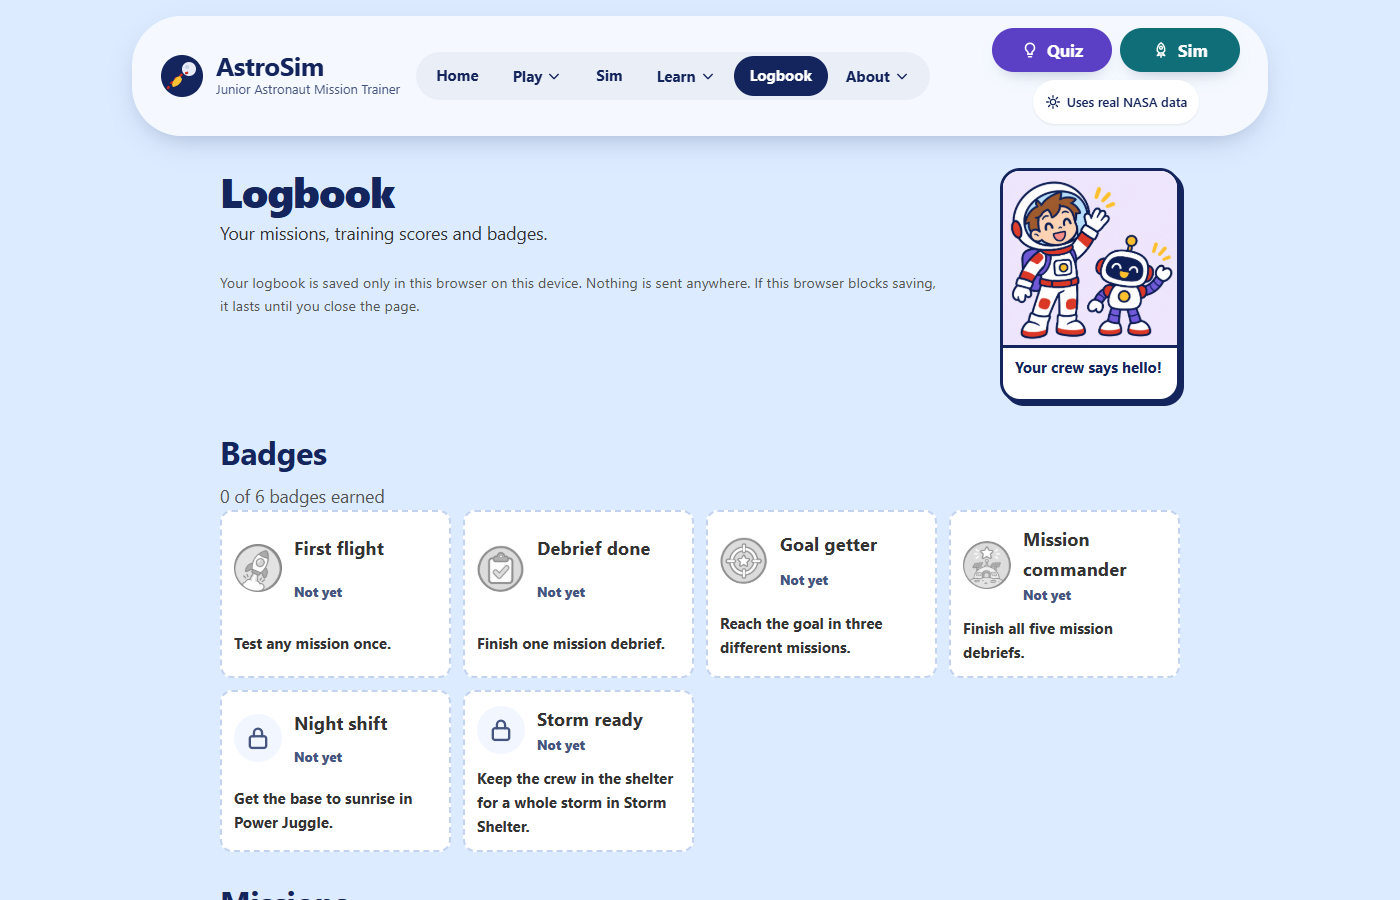 AstroSim
Junior Astronaut Mission Trainer
Home
Play
Sim
Learn
Logbook
About
Quiz
Sim
Uses real NASA data
Logbook
Your missions, training scores and badges.
Your logbook is saved only in this browser on this device. Nothing is sent anywhere. If this browser blocks saving,
it lasts until you close the page.
Your crew says hello!
Badges
0 of 6 badges earned
First flight
Not yet
Test any mission once.
Debrief done
Not yet
Finish one mission debrief.
Goal getter
Not yet
Reach the goal in three
different missions.
Mission
commander
Not yet
Finish all five mission
debriefs.
Night shift
Not yet
Get the base to sunrise in
Power Juggle.
Storm ready
Not yet
Keep the crew in the shelter
for a whole storm in Storm
Shelter.
Missions